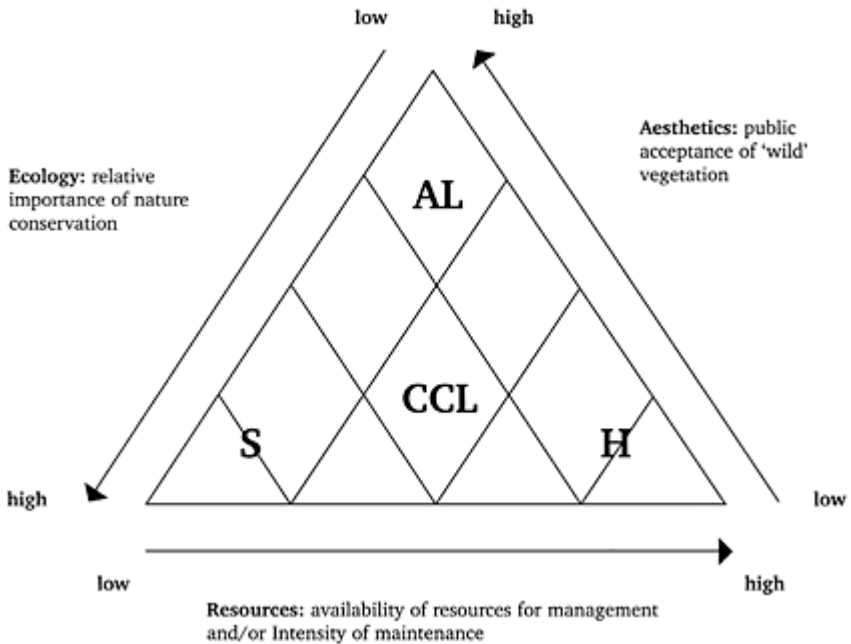 low
high
Aesthetics: public
acceptance of ‘wild’
vegetation
Ecology: relative
importance of nature
conservation
AL
CCL
S
H
high
low
low
high
Resources: availability of resources for management
and/or Intensity of maintenance